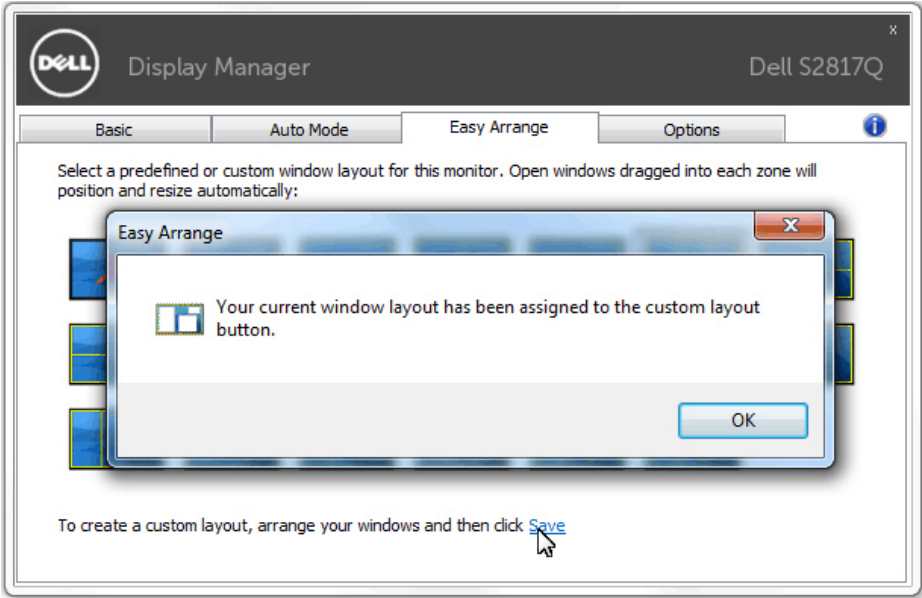 DELL
Display Manager
Dell S2817Q
x
Basic
Auto Mode
Easy Arrange
Options
i
Select a predefined or custom window layout for this monitor. Open windows dragged into each zone will
position and resize automatically:
Easy Arrange
x
Your current window layout has been assigned to the custom layout
button.
OK
To create a custom layout, arrange your windows and then click Save